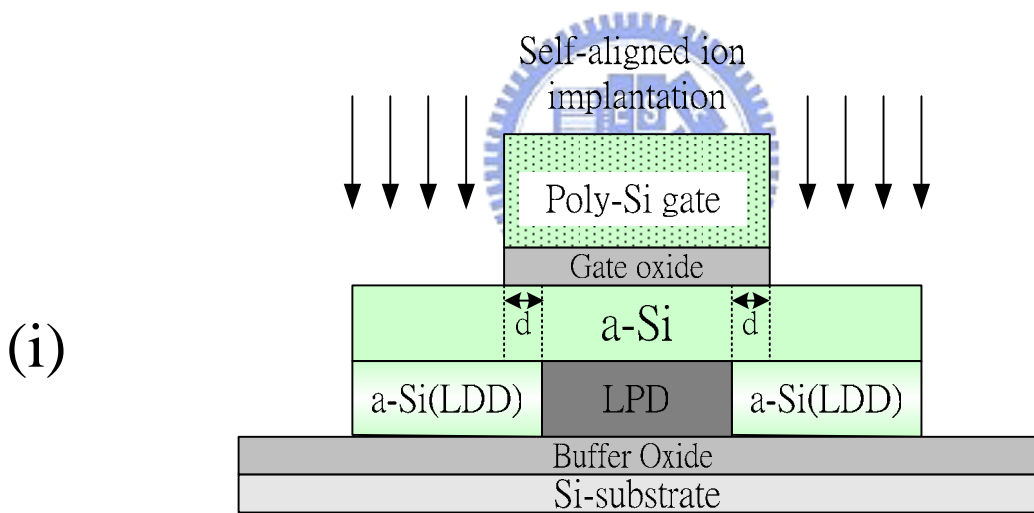 Self-aligned ion
implantation
Poly-Si gate
Gate oxide
d
a-Si
d
(i)
a-Si(LDD)
LPD
a-Si(LDD)
Buffer Oxide
Si-substrate